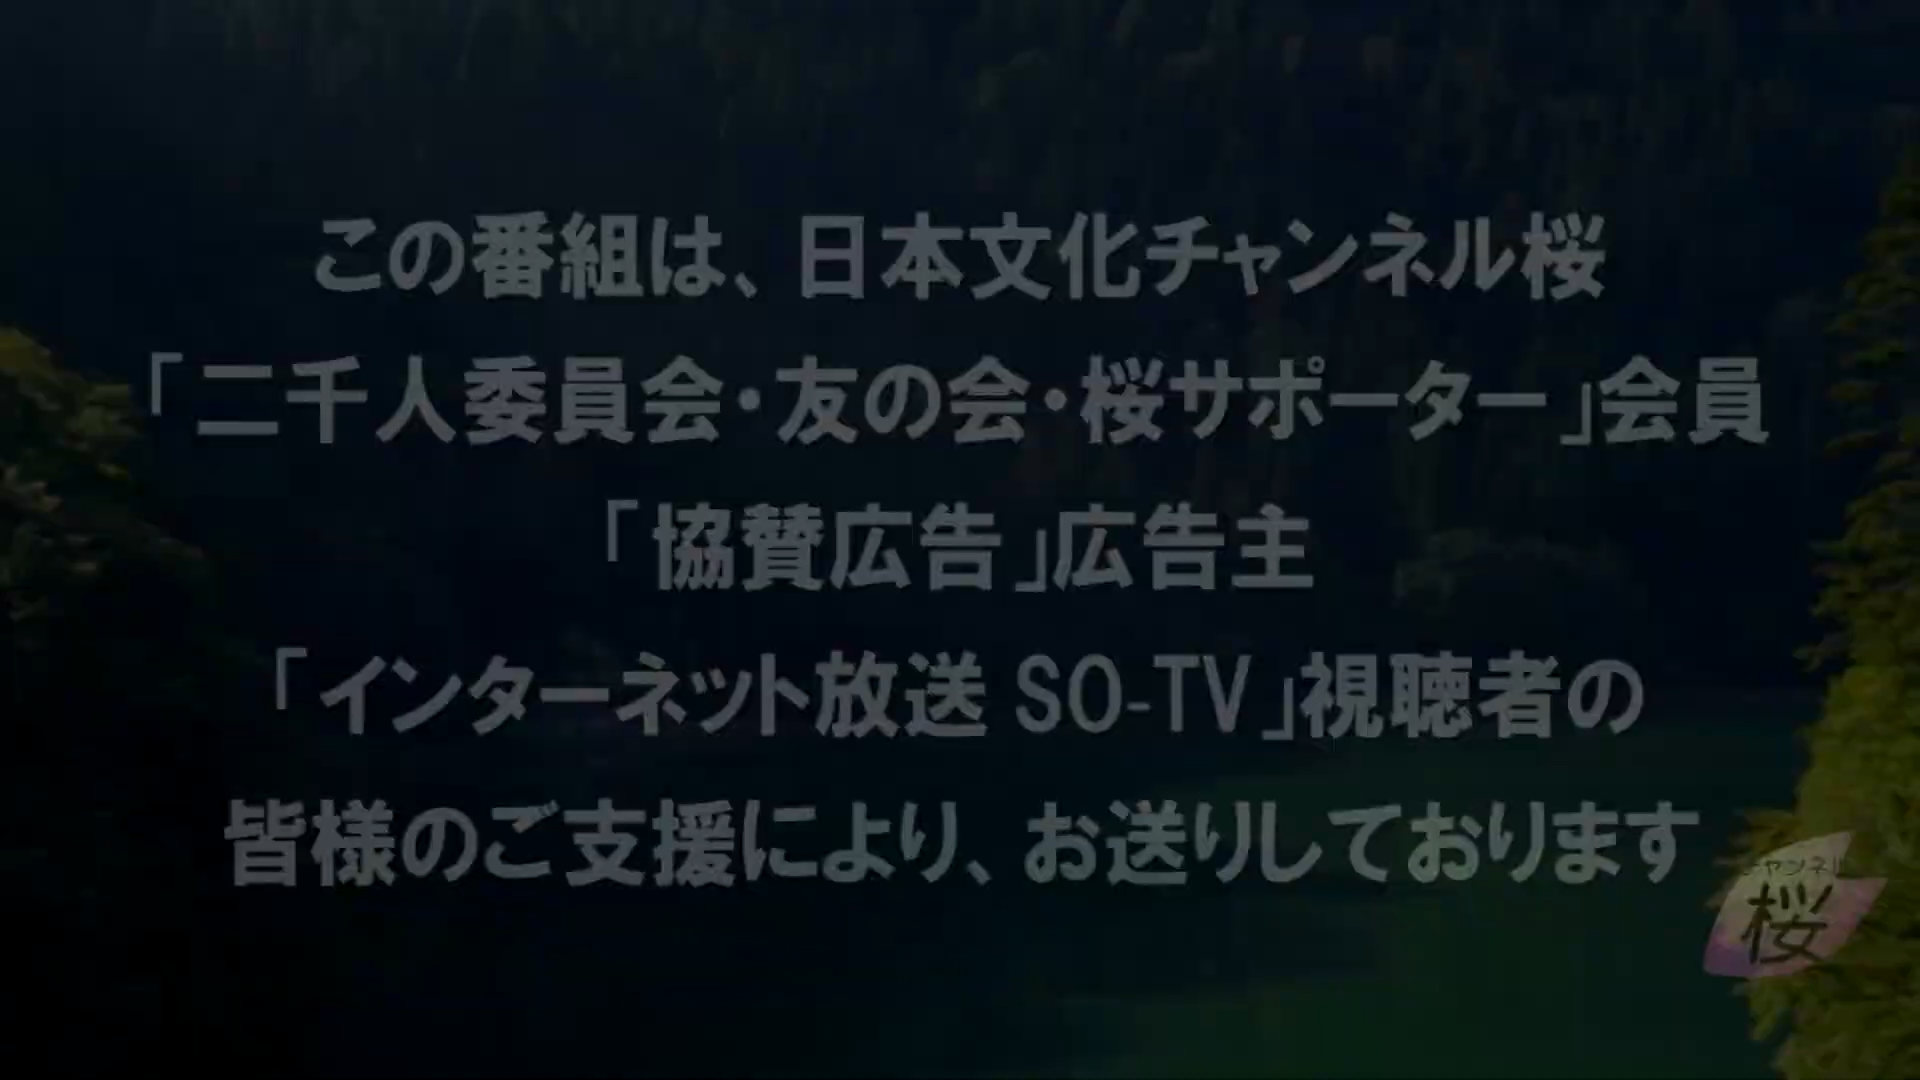 この番組は、日本文化チャンネル桜
「二千人委員会・友の会・桜サポーター」会員
「協賛広告」広告主
「インターネット放送 SO-TV」視聴者の
皆様のご支援により、お送りしております
チャンネル
桜